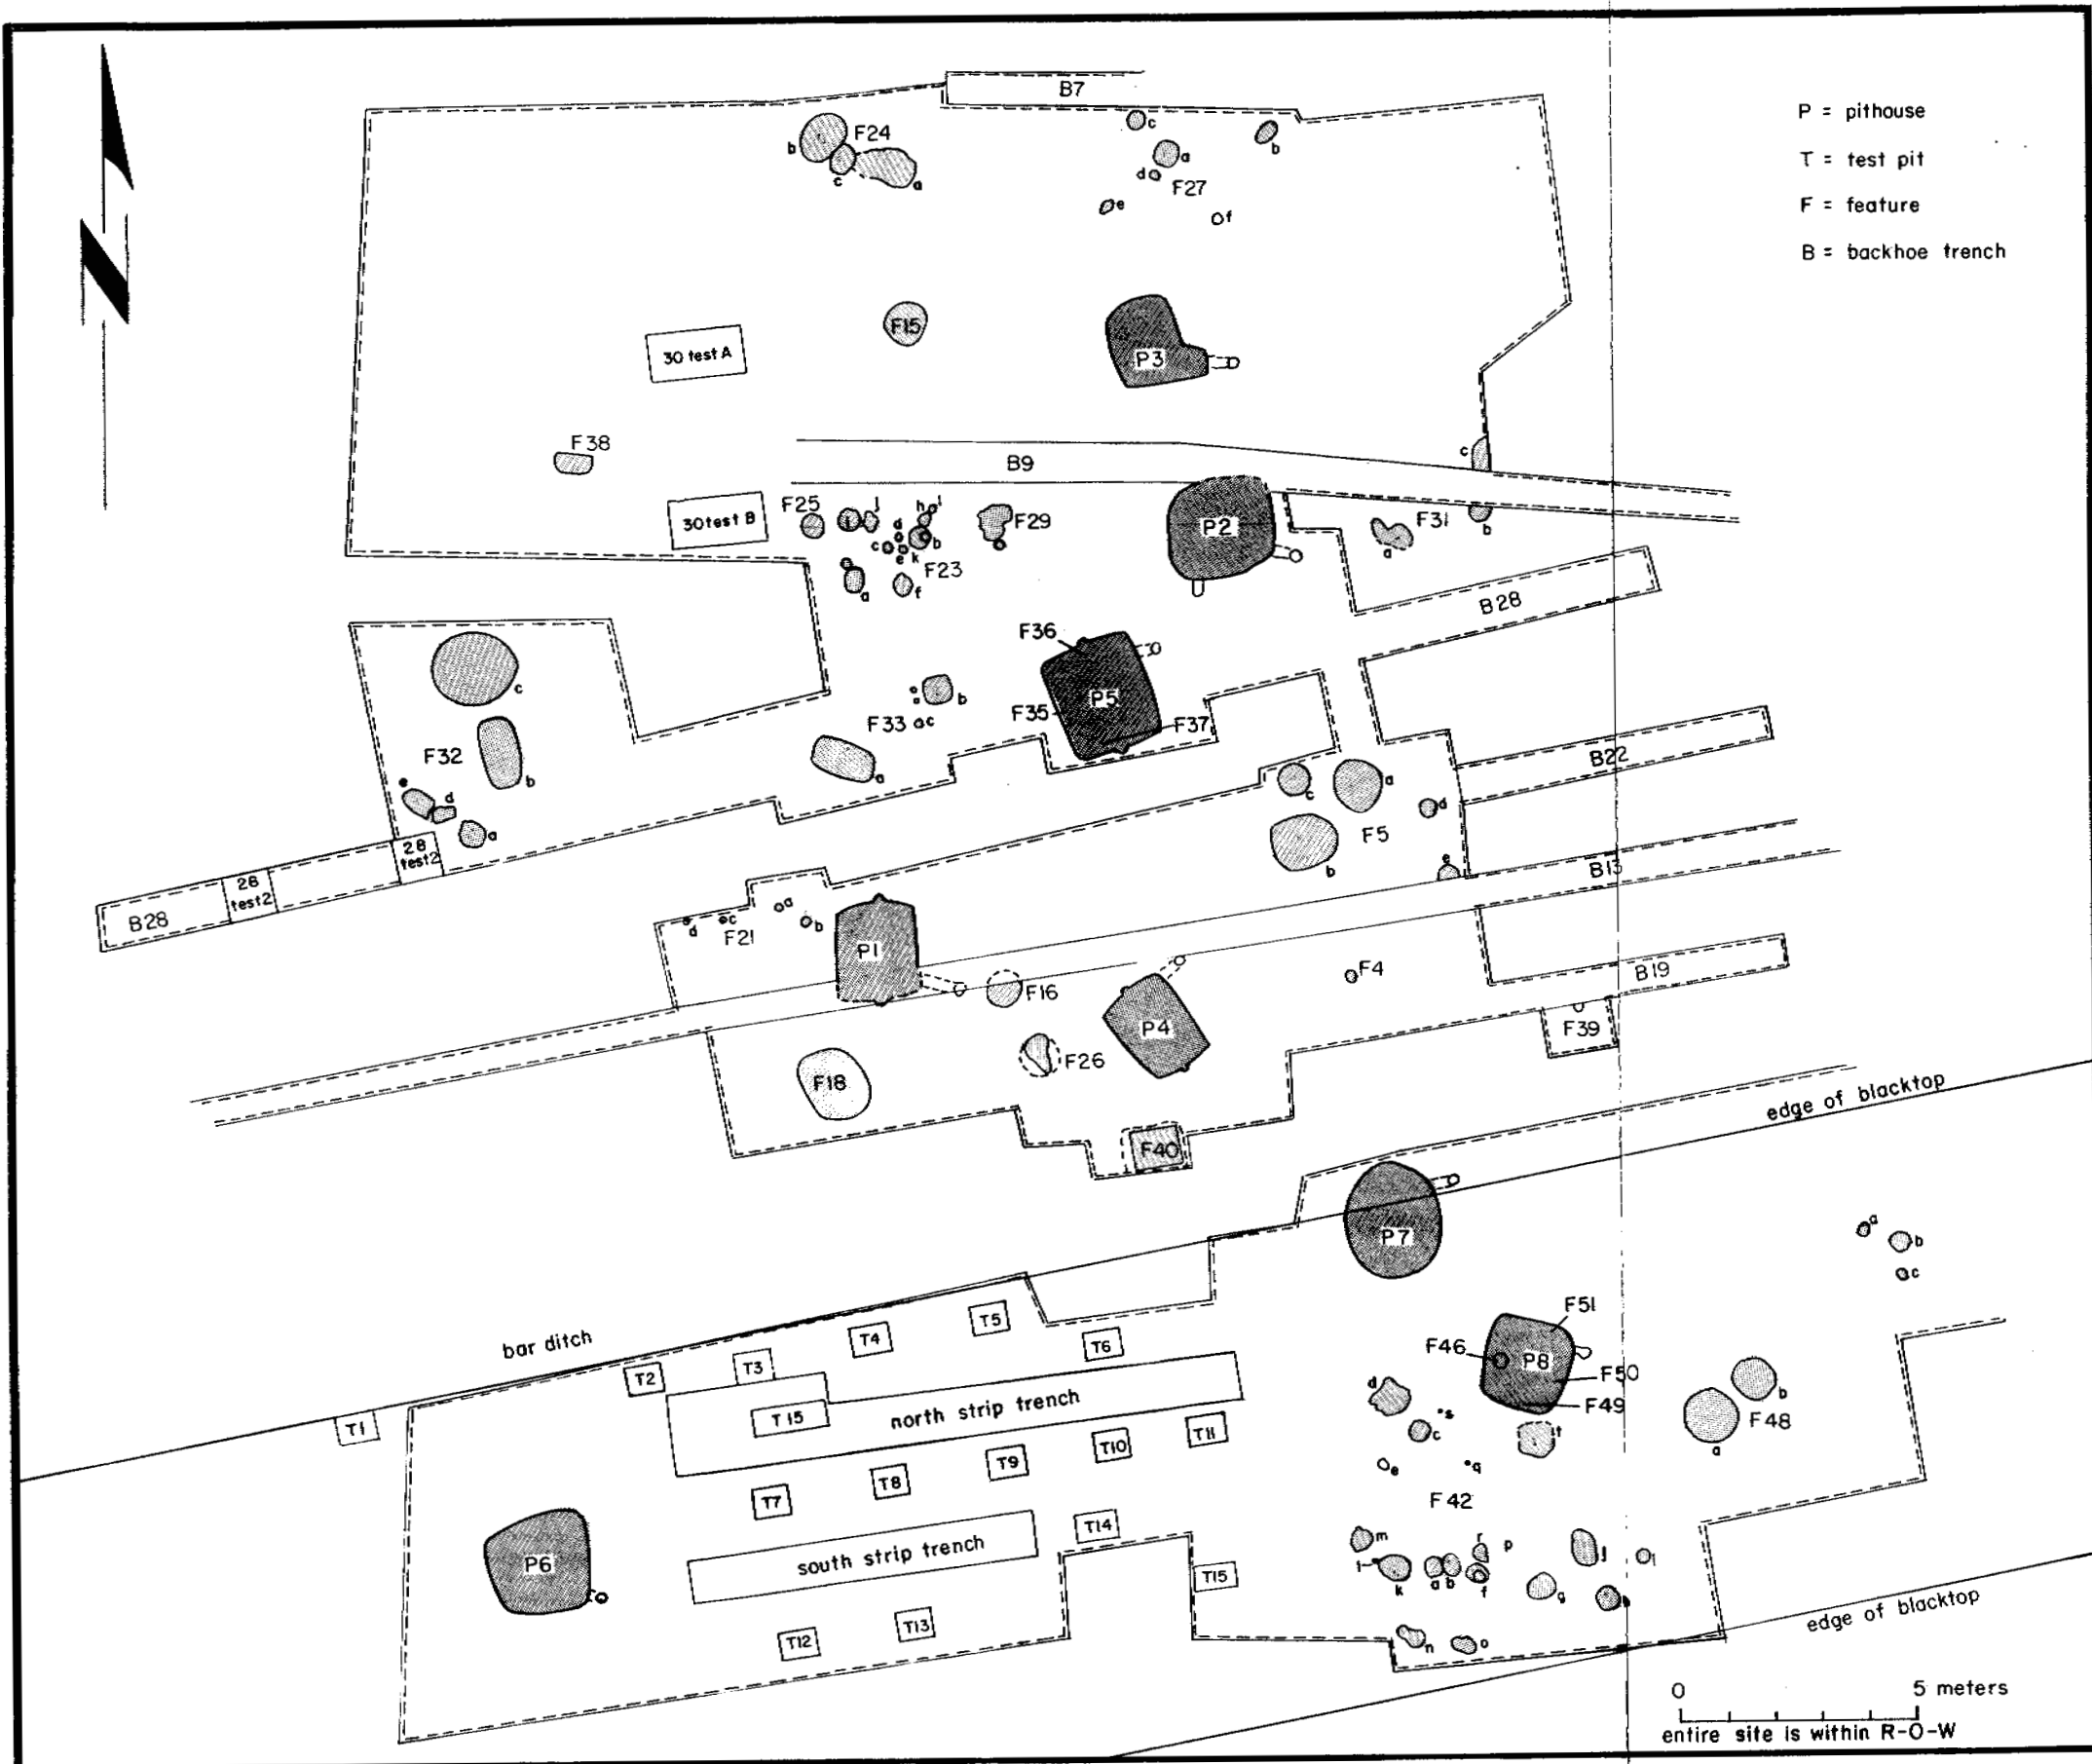 B7
P = pithouse
T = test pit
F = feature
B = backhoe trench
N
F24
b
c
a
c
b
a
d
F27
e
f
F15
30 test A
P3
F38
B9
c
F25
i
j
h
i
d
b
c
e
k
F23
a
f
F29
30 test B
P2
F31
a
b
B28
F36
P5
F35
F37
b
F33
a c
a
c
F32
b
e
d
a
28
test2
28
test2
B28
B22
c
a
d
F5
b
e
B13
a
c
d
F21
b
P1
F16
F4
B19
P4
F39
F26
F18
F40
edge of blacktop
P7
a
b
c
bar ditch
T1
T2
T3
T4
T5
T6
T15
north strip trench
T7
T8
T9
T10
T11
F51
F46
P8
F50
F49
d
s
c
t
e
q
F42
b
F48
a
P6
south strip trench
T14
T15
T12
T13
m
r
p
l
k
a
b
f
j
i
g
n
o
edge of blacktop
0
5 meters
entire site is within R-O-W